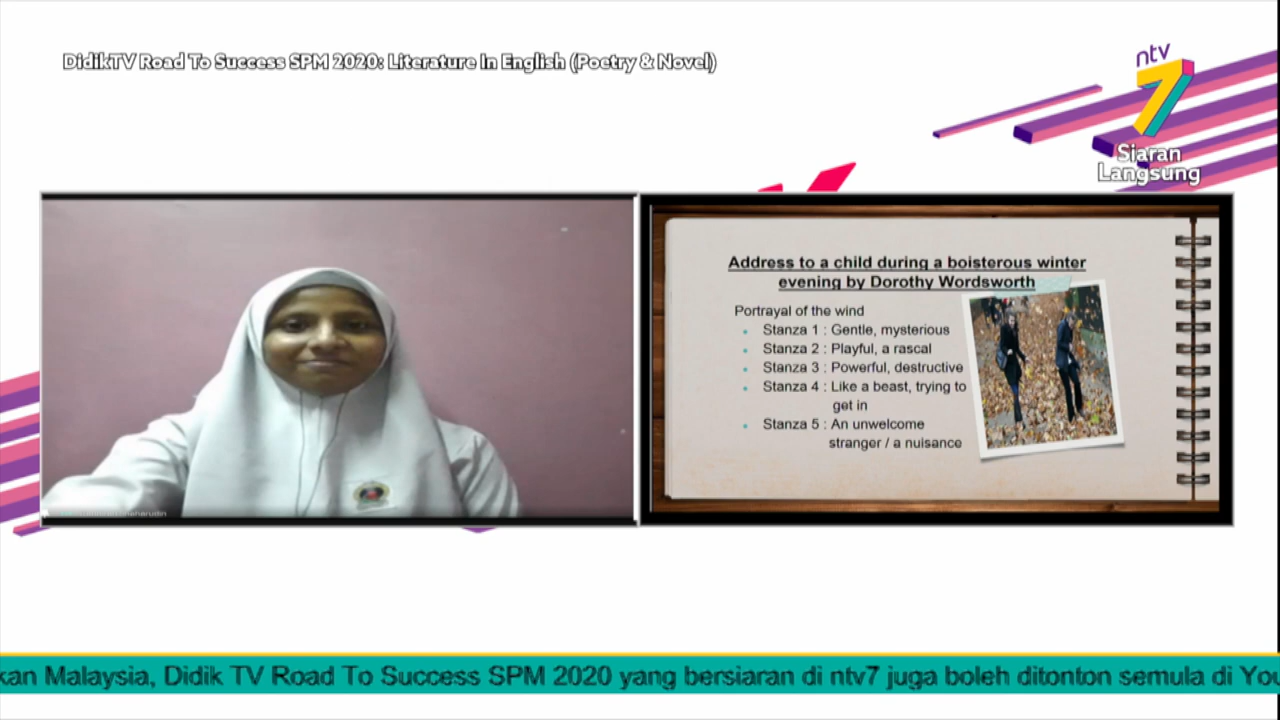 DidikTV Road To Success SPM 2020: Literature In English (Poetry & Novel)
ntv
7
Siaran
Langsung
Address to a child during a boisterous winter
evening by Dorothy Wordsworth
Portrayal of the wind
Stanza 1 : Gentle, mysterious
Stanza 2 : Playful, a rascal
Stanza 3 : Powerful, destructive
Stanza 4 : Like a beast, trying to
get in
Stanza 5 : An unwelcome
stranger / a nuisance
kan Malaysia, Didik TV Road To Success SPM 2020 yang bersiaran di ntv7 juga boleh ditonton semula di You